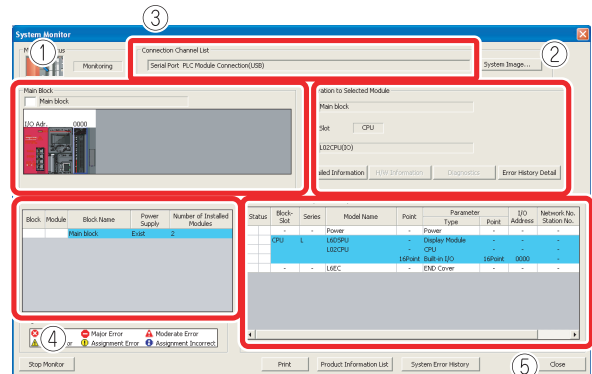 ③
System Monitor
①
②
Connection Channel List
Monitoring
Serial Port PLC Module Connection(USB)
System Image...
Main Block
Main block
I/O Adr. 0000
ration to Selected Module
Main block
Slot CPU
L02CPU(IO)
iled Information H/W Information Diagnostics Error History Detail
Block Module Block Name Power Supply Number of Installed Modules
Main block Exist 2
Status Block-Slot Series Model Name Point Parameter Type Point I/O Address Network No. Station No.
- - Power - Power - - -
CPU L L6DSPU - Display Module - - -
L02CPU - CPU - - -
16Point Built-in I/O 16Point 0000 -
- - L6EC - END Cover - - -
④
Major Error Moderate Error
or Assignment Error Assignment Incorrect
⑤
Stop Monitor Print Product Information List System Error History Close